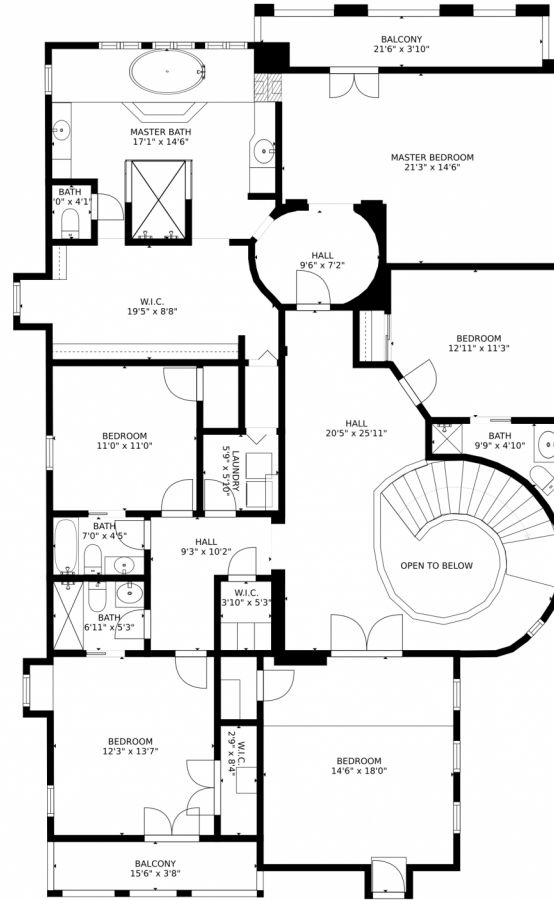 BALCONY
21'6" x 3'10"
MASTER BATH
17'1" x 14'6"
MASTER BEDROOM
21'3" x 14'6"
BATH
'0" x 4'1"
HALL
9'6" x 7'2"
W.I.C.
19'5" x 8'8"
BEDROOM
12'11" x 11'3"
BEDROOM
11'0" x 11'0"
HALL
20'5" x 25'11"
BATH
9'9" x 4'10"
LAUNDRY
5'9" x 5'10"
BATH
7'0" x 4'5"
HALL
9'3" x 10'2"
OPEN TO BELOW
W.I.C.
3'10" x 5'3"
BATH
6'11" x 5'3"
BEDROOM
12'3" x 13'7"
W.I.C.
2'9" x 8'4"
BEDROOM
14'6" x 18'0"
BALCONY
15'6" x 3'8"